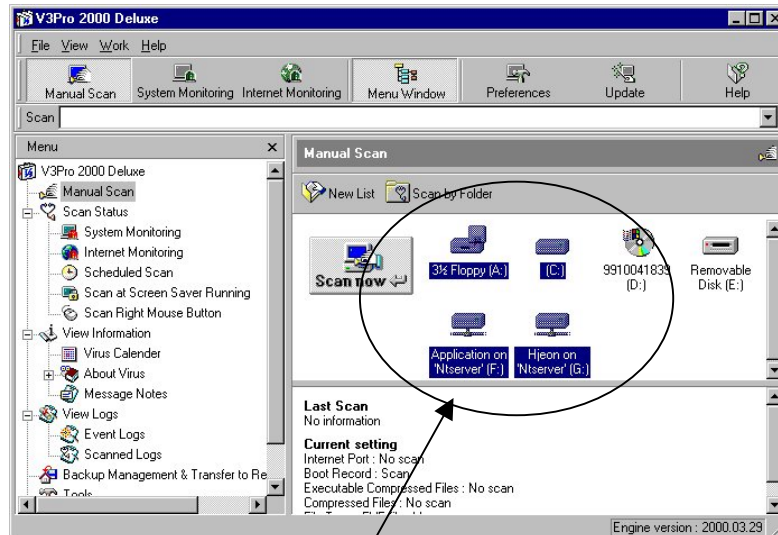 V3Pro 2000 Deluxe
File View Work Help
Manual Scan System Monitoring Internet Monitoring Menu Window Preferences Update Help
Scan
Menu
V3Pro 2000 Deluxe
Manual Scan
Scan Status
System Monitoring
Internet Monitoring
Scheduled Scan
Scan at Screen Saver Running
Scan Right Mouse Button
View Information
Virus Calender
About Virus
Message Notes
View Logs
Event Logs
Scanned Logs
Backup Management & Transfer to Re
Tools
Manual Scan
New List Scan by Folder
Scan now
3½ Floppy (A:)
(C:)
9910041839
(D:)
Removable
Disk (E:)
Application on
'Ntserver' (F:)
Hjeon on
'Ntserver' (G:)
Last Scan
No information
Current setting
Internet Port : No scan
Boot Record : Scan
Executable Compressed Files : No scan
Compressed Files : No scan
Engine version : 2000.03.29